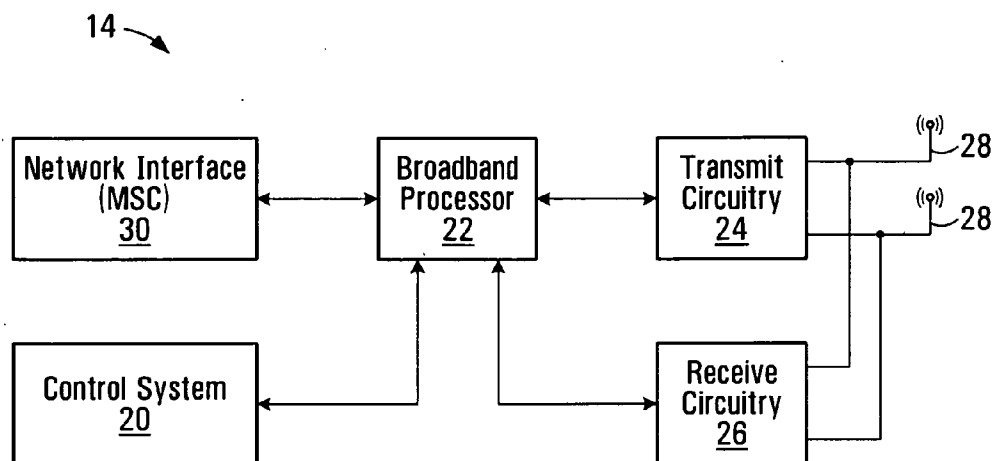 14
Network Interface
(MSC)
30
Broadband
Processor
22
Transmit
Circuitry
24
28
28
Control System
20
Receive
Circuitry
26